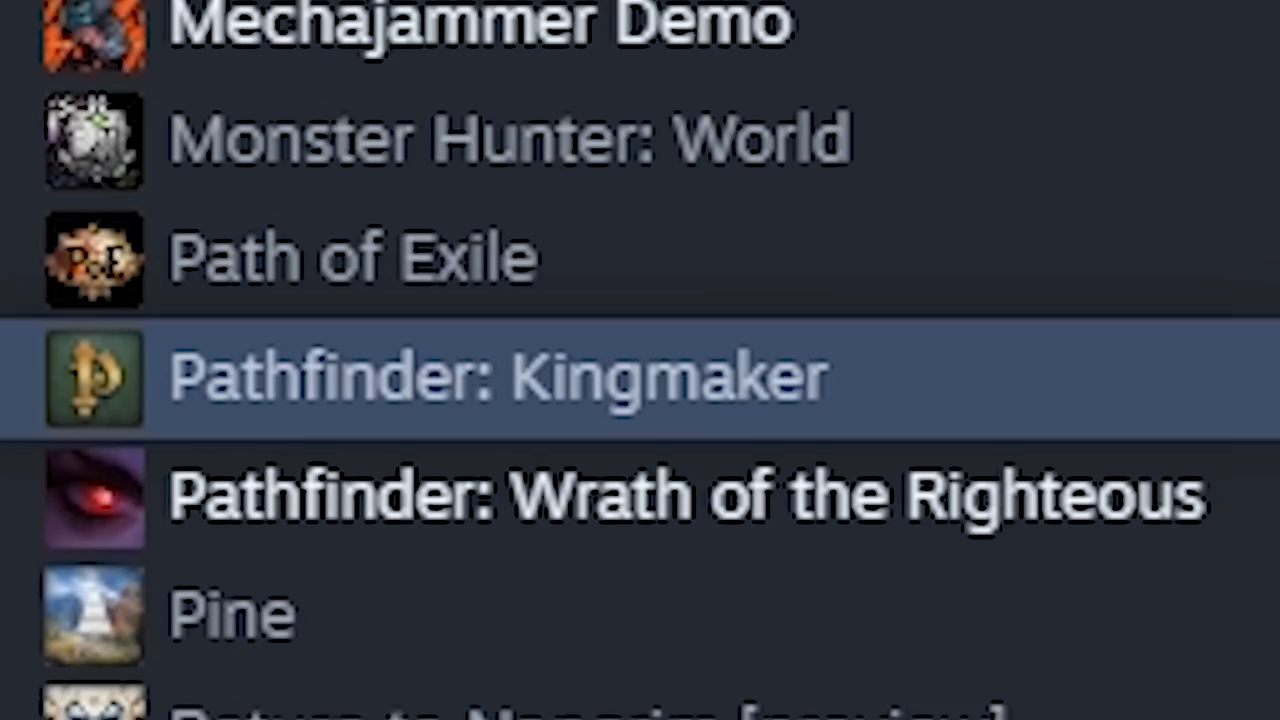 Mechajammer Demo
Monster Hunter: World
Path of Exile
Pathfinder: Kingmaker
Pathfinder: Wrath of the Righteous
Pine